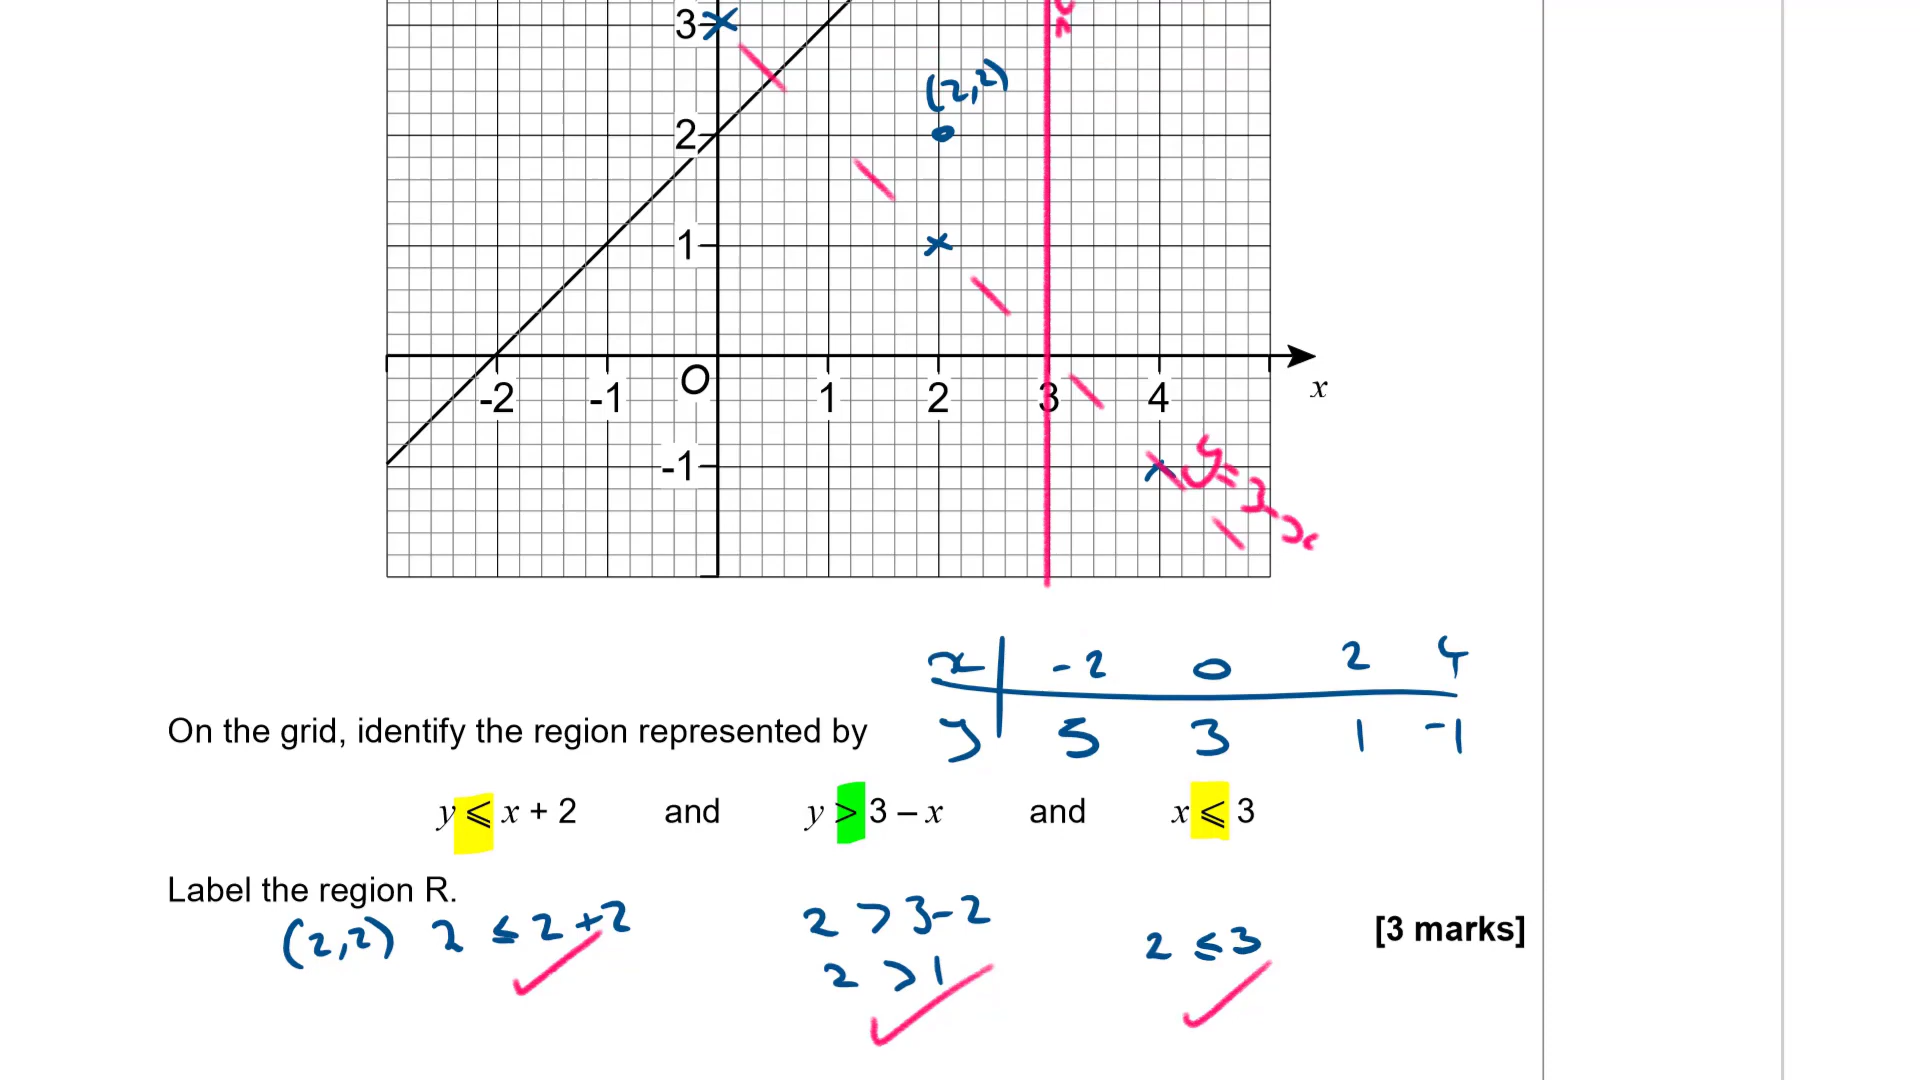 3
(2,2)
2
1
-2 -1 O 1 2 3 4 x
-1
y=3-x
x -2 0 2 4
y 5 3 1 -1
On the grid, identify the region represented by
y ⩽ x + 2 and y > 3 – x and x ⩽ 3
Label the region R.
(2,2) 2 ≤ 2+2 2 > 3-2 2 ≤ 3
2 > 1
[3 marks]